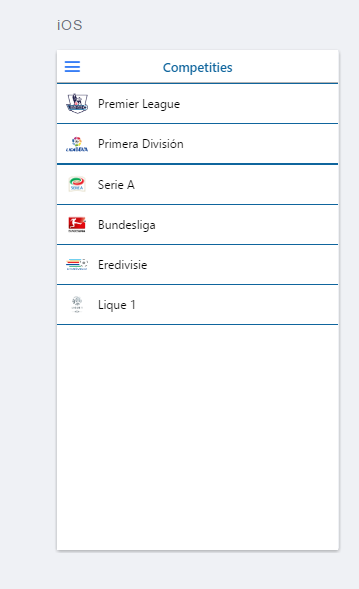 iOS
Competities
Premier League
Primera División
Serie A
Bundesliga
Eredivisie
Lique 1